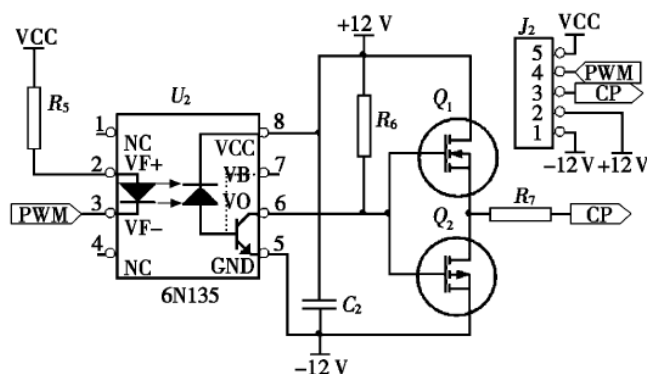 VCC
+12 V
J2
VCC
5
4
PWM
3
CP
2
1
-12 V +12 V
R5
U2
1
NC
8
VCC
R6
Q1
2
VF+
VB
7
PWM
3
VF-
VO
6
Q2
R7
CP
4
NC
GND
5
6N135
C2
-12 V